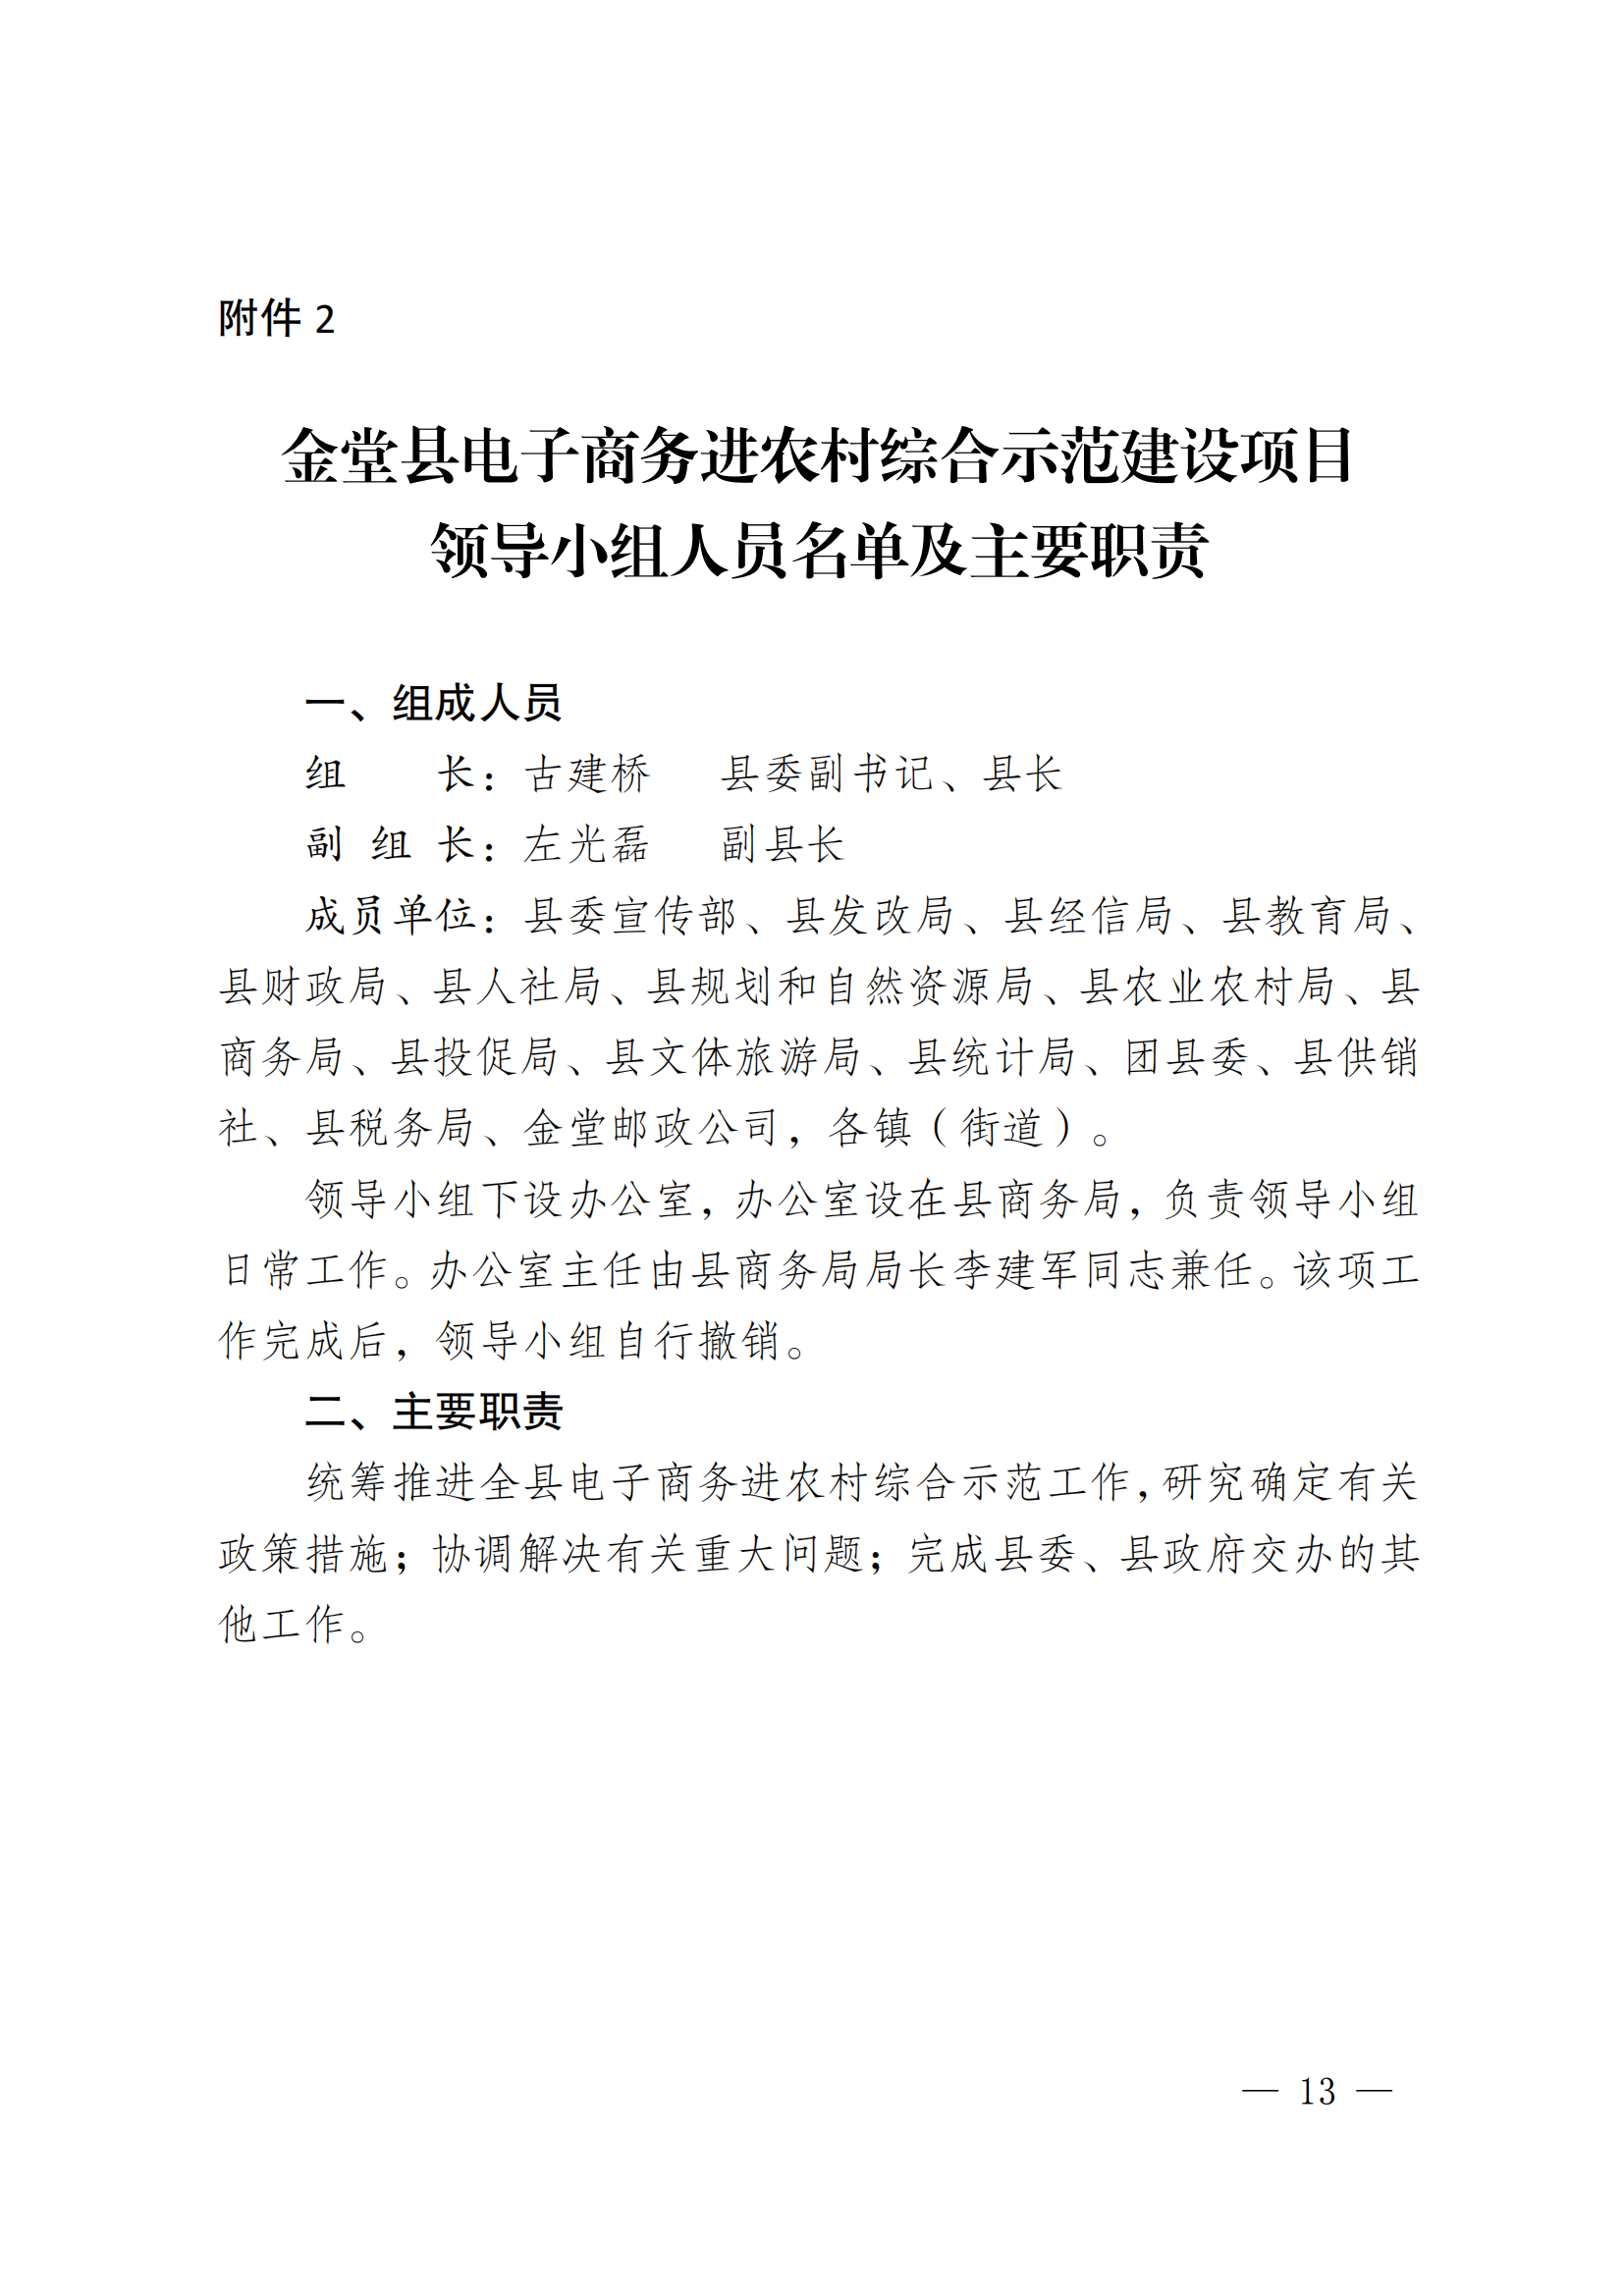 附件 2
金堂县电子商务进农村综合示范建设项目
领导小组人员名单及主要职责
一、组成人员
组 长：古建桥 县委副书记、县长
副 组 长：左光磊 副县长
成员单位：县委宣传部、县发改局、县经信局、县教育局、
县财政局、县人社局、县规划和自然资源局、县农业农村局、县
商务局、县投促局、县文体旅游局、县统计局、团县委、县供销
社、县税务局、金堂邮政公司，各镇（街道）。
领导小组下设办公室，办公室设在县商务局，负责领导小组
日常工作。办公室主任由县商务局局长李建军同志兼任。该项工
作完成后，领导小组自行撤销。
二、主要职责
统筹推进全县电子商务进农村综合示范工作，研究确定有关
政策措施；协调解决有关重大问题；完成县委、县政府交办的其
他工作。
— 13 —